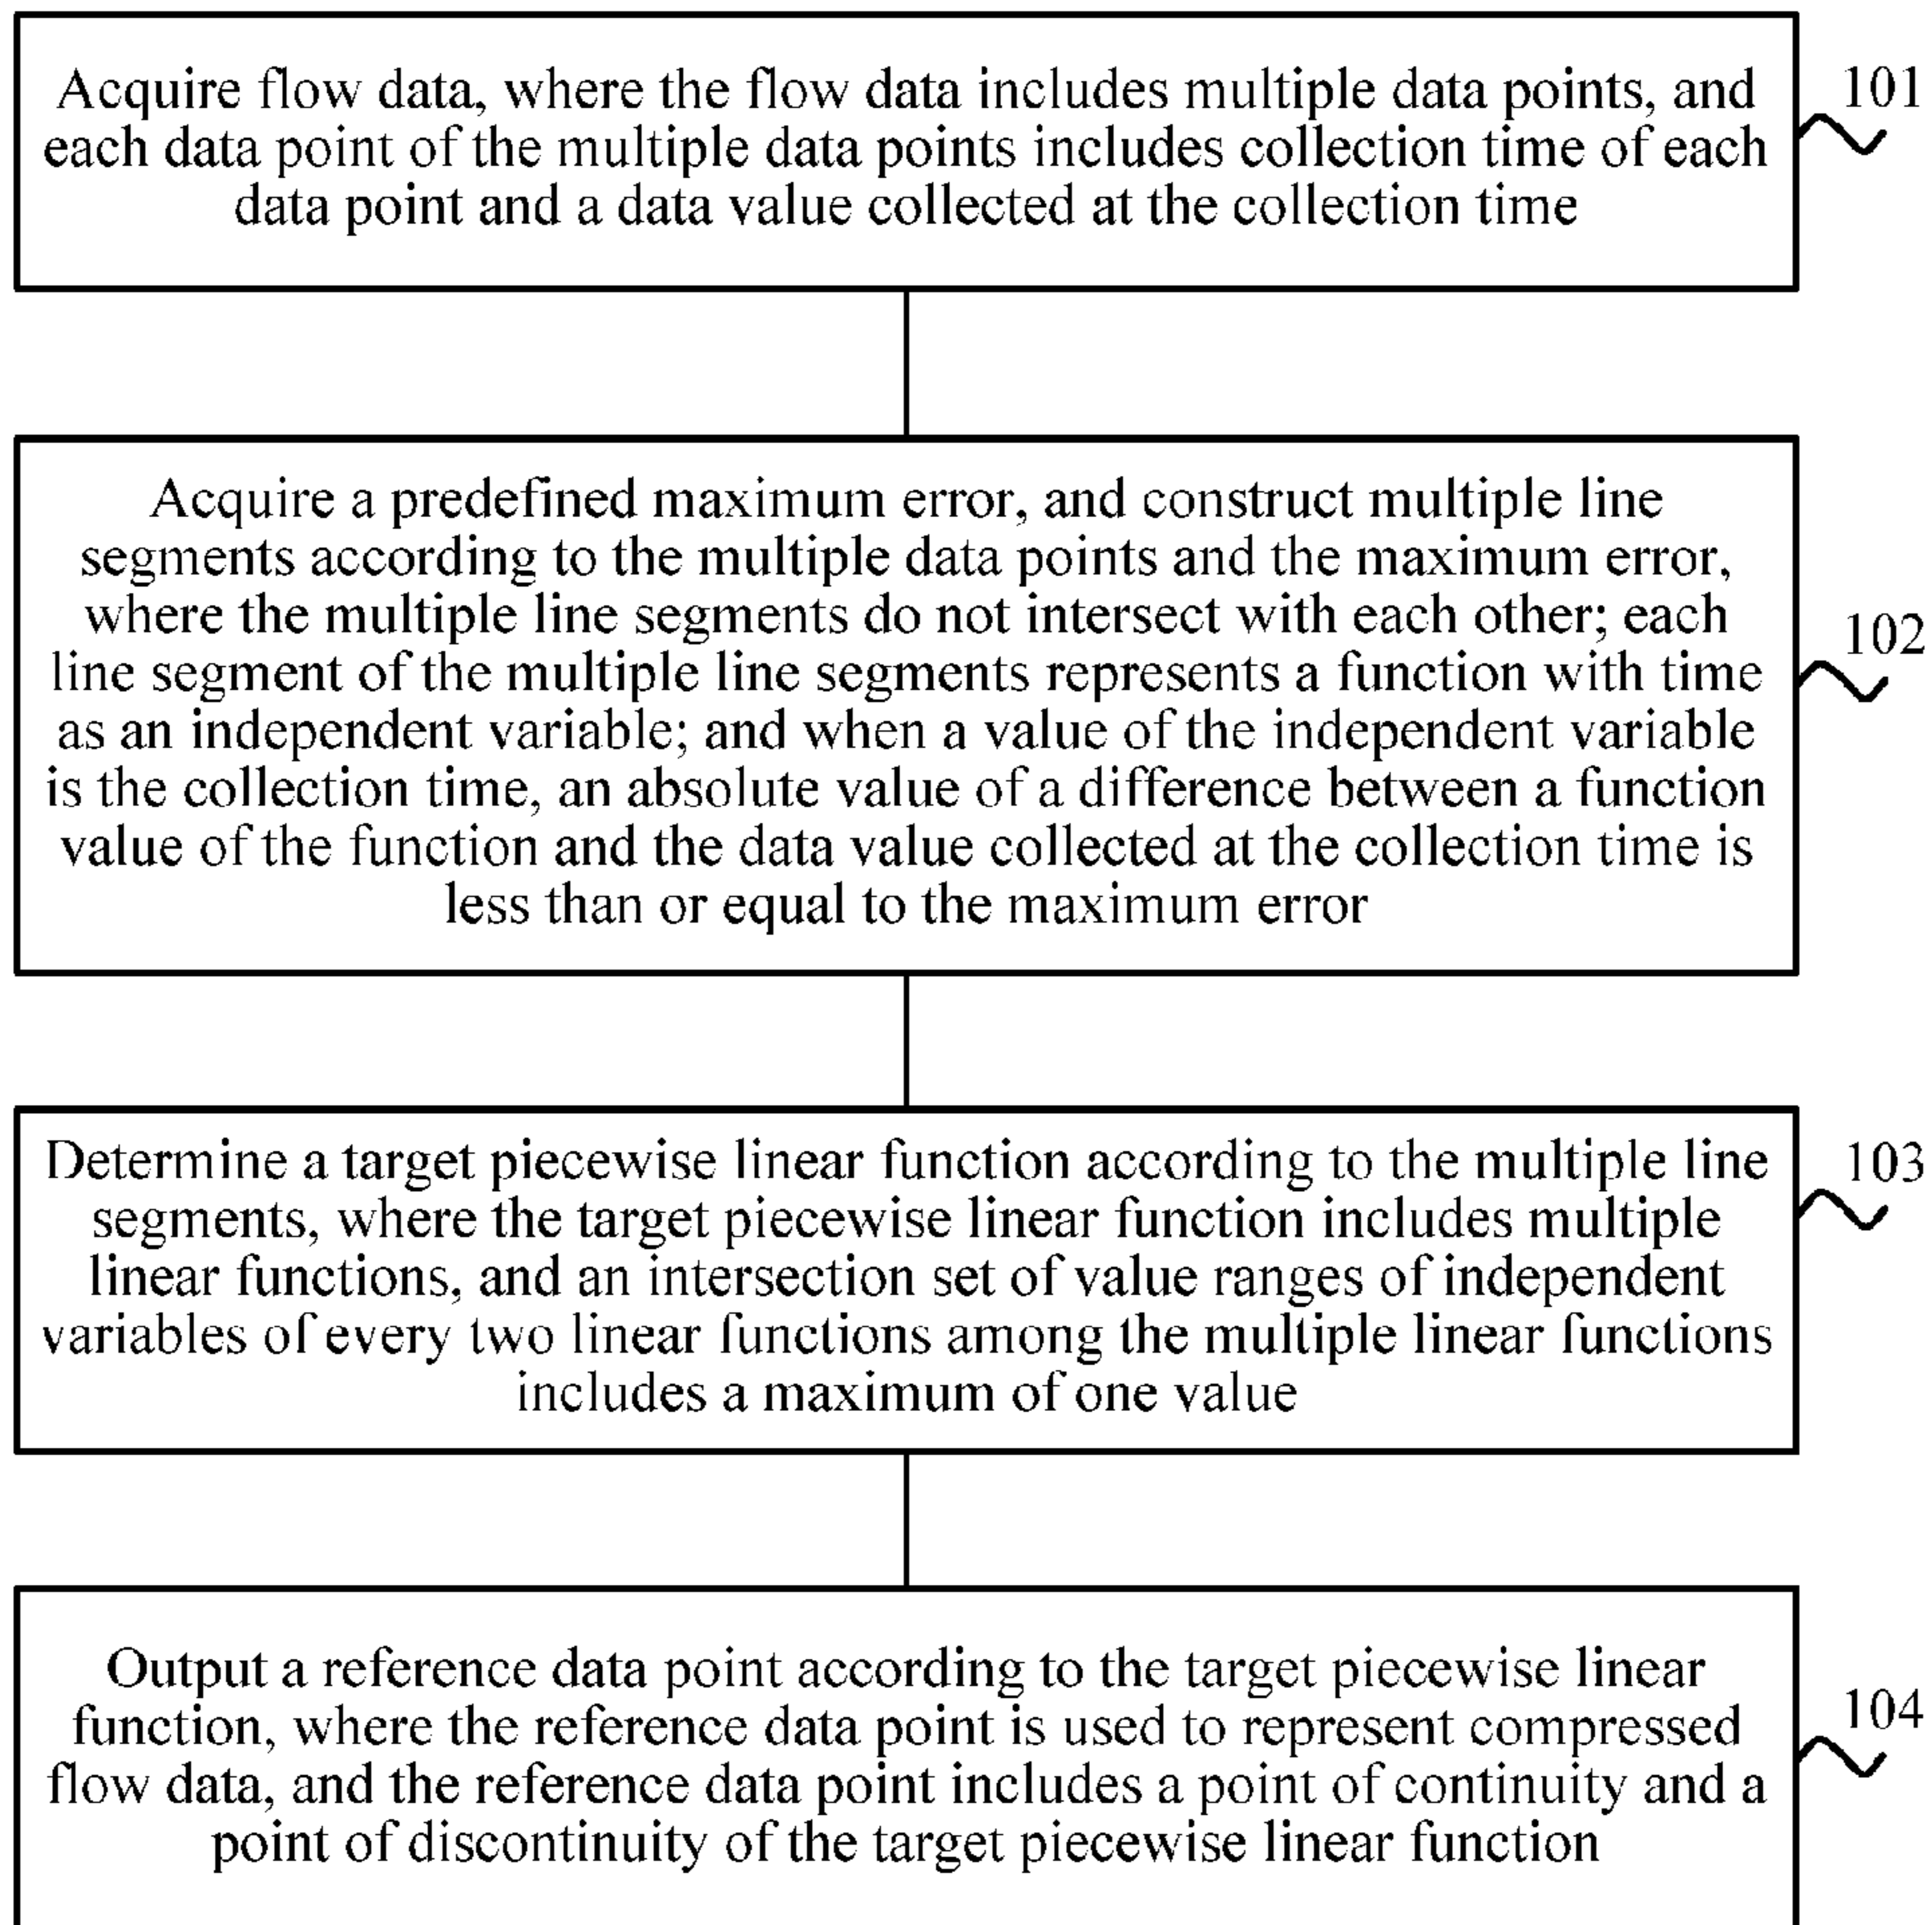 Acquire flow data, where the flow data includes multiple data points, and
each data point of the multiple data points includes collection time of each
data point and a data value collected at the collection time
101
Acquire a predefined maximum error, and construct multiple line
segments according to the multiple data points and the maximum error,
where the multiple line segments do not intersect with each other; each
line segment of the multiple line segments represents a function with time
as an independent variable; and when a value of the independent variable
is the collection time, an absolute value of a difference between a function
value of the function and the data value collected at the collection time is
less than or equal to the maximum error
102
Determine a target piecewise linear function according to the multiple line
segments, where the target piecewise linear function includes multiple
linear functions, and an intersection set of value ranges of independent
variables of every two linear functions among the multiple linear functions
includes a maximum of one value
103
Output a reference data point according to the target piecewise linear
function, where the reference data point is used to represent compressed
flow data, and the reference data point includes a point of continuity and a
point of discontinuity of the target piecewise linear function
104